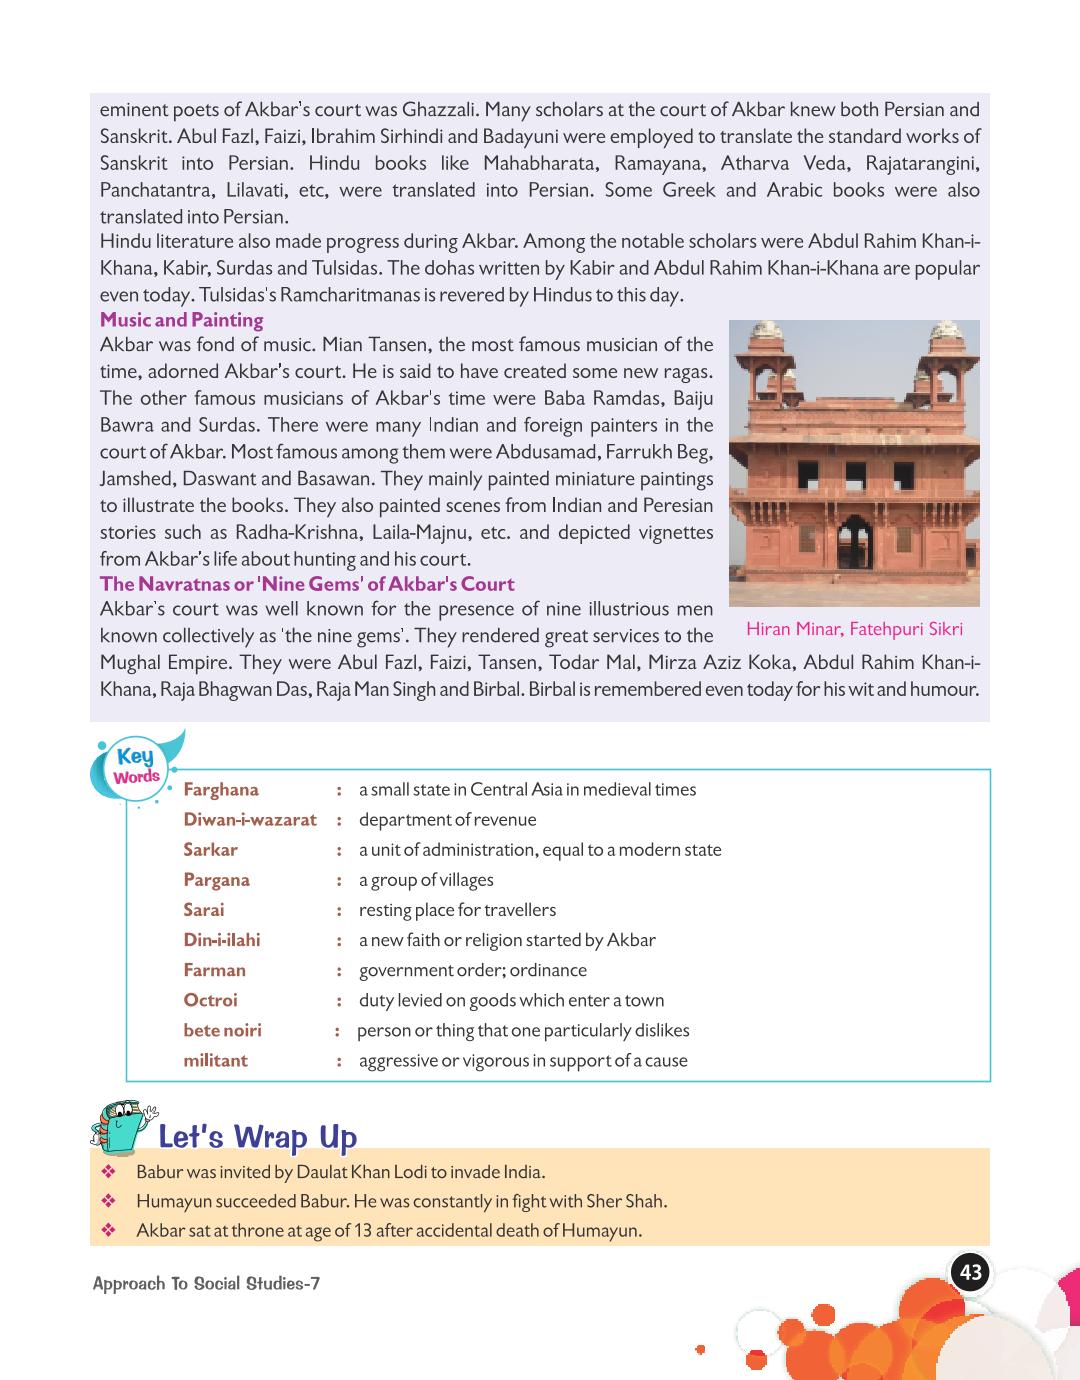 eminent poets of Akbar's court was Ghazzali. Many scholars at the court of Akbar knew both Persian and
Sanskrit. Abul Fazl, Faizi, Ibrahim Sirhindi and Badayuni were employed to translate the standard works of
Sanskrit into Persian. Hindu books like Mahabharata, Ramayana, Atharva Veda, Rajatarangini,
Panchatantra, Lilavati, etc, were translated into Persian. Some Greek and Arabic books were also
translated into Persian.
Hindu literature also made progress during Akbar. Among the notable scholars were Abdul Rahim Khan-i-
Khana, Kabir, Surdas and Tulsidas. The dohas written by Kabir and Abdul Rahim Khan-i-Khana are popular
even today. Tulsidas's Ramcharitmanas is revered by Hindus to this day.
Music and Painting
Akbar was fond of music. Mian Tansen, the most famous musician of the
time, adorned Akbar's court. He is said to have created some new ragas.
The other famous musicians of Akbar's time were Baba Ramdas, Baiju
Bawra and Surdas. There were many Indian and foreign painters in the
court of Akbar. Most famous among them were Abdusamad, Farrukh Beg,
Jamshed, Daswant and Basawan. They mainly painted miniature paintings
to illustrate the books. They also painted scenes from Indian and Peresian
stories such as Radha-Krishna, Laila-Majnu, etc. and depicted vignettes
from Akbar's life about hunting and his court.
The Navratnas or 'Nine Gems' of Akbar's Court
Akbar's court was well known for the presence of nine illustrious men
known collectively as 'the nine gems'. They rendered great services to the
Hiran Minar, Fatehpuri Sikri
Mughal Empire. They were Abul Fazl, Faizi, Tansen, Todar Mal, Mirza Aziz Koka, Abdul Rahim Khan-i-
Khana, Raja Bhagwan Das, Raja Man Singh and Birbal. Birbal is remembered even today for his wit and humour.
Key
Words
Farghana : a small state in Central Asia in medieval times
Diwan-i-wazarat : department of revenue
Sarkar : a unit of administration, equal to a modern state
Pargana : a group of villages
Sarai : resting place for travellers
Din-i-ilahi : a new faith or religion started by Akbar
Farman : government order; ordinance
Octroi : duty levied on goods which enter a town
bete noiri : person or thing that one particularly dislikes
militant : aggressive or vigorous in support of a cause
Let's Wrap Up
❖ Babur was invited by Daulat Khan Lodi to invade India.
❖ Humayun succeeded Babur. He was constantly in fight with Sher Shah.
❖ Akbar sat at throne at age of 13 after accidental death of Humayun.
Approach To Social Studies-7
43